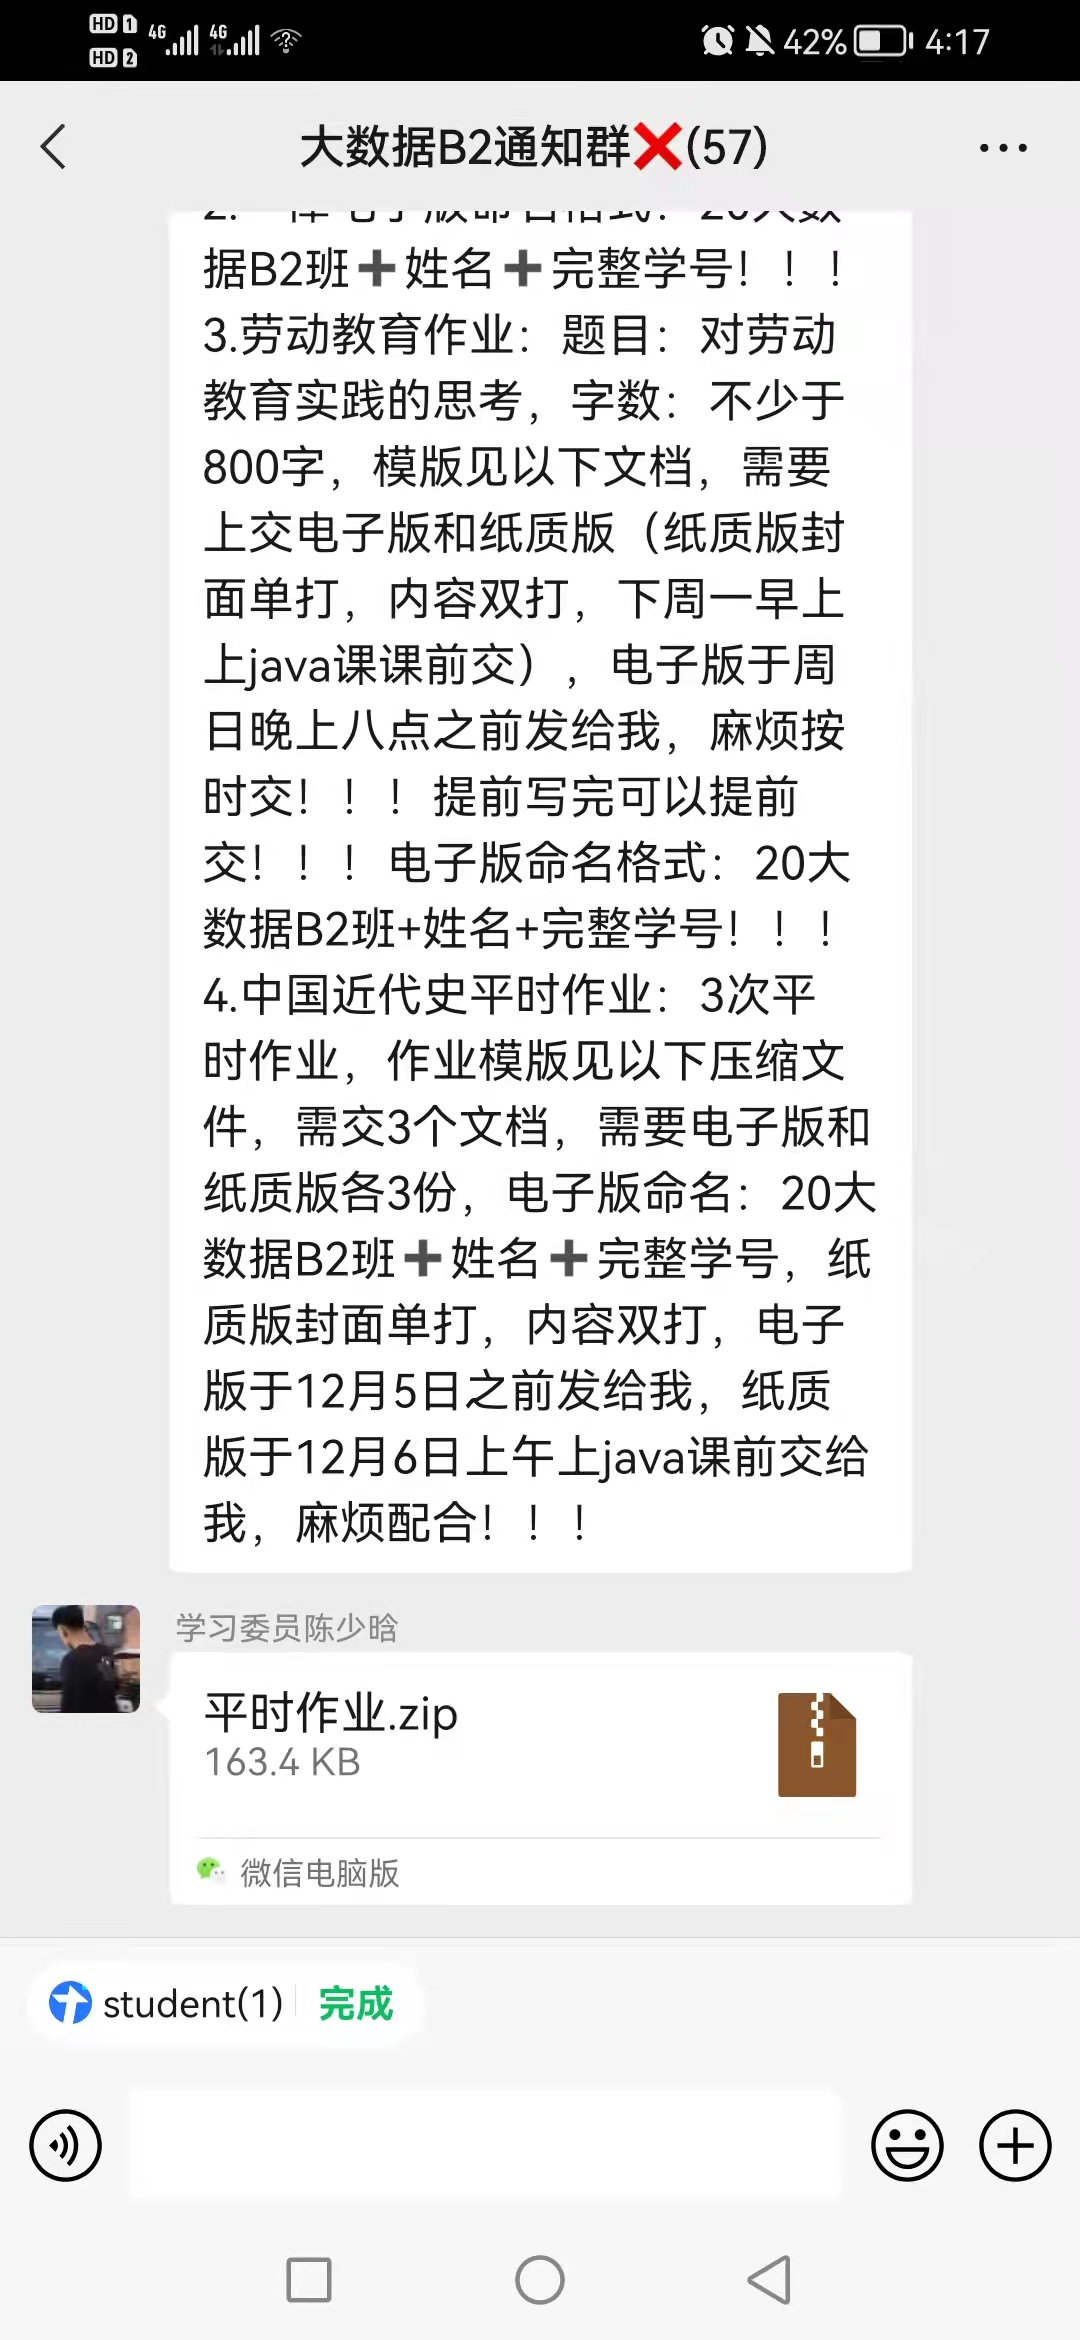 HD 1 4G 4G 42% 4:17
HD 2
大数据B2通知群❌(57)
据B2班➕姓名➕完整学号！！！
3.劳动教育作业：题目：对劳动
教育实践的思考，字数：不少于
800字，模版见以下文档，需要
上交电子版和纸质版（纸质版封
面单打，内容双打，下周一早上
上java课课前交），电子版于周
日晚上八点之前发给我，麻烦按
时交！！！提前写完可以提前
交！！！电子版命名格式：20大
数据B2班+姓名+完整学号！！！
4.中国近代史平时作业：3次平
时作业，作业模版见以下压缩文
件，需交3个文档，需要电子版和
纸质版各3份，电子版命名：20大
数据B2班➕姓名➕完整学号，纸
质版封面单打，内容双打，电子
版于12月5日之前发给我，纸质
版于12月6日上午上java课前交给
我，麻烦配合！！！
学习委员陈少晗
平时作业.zip
163.4 KB
微信电脑版
student(1) 完成